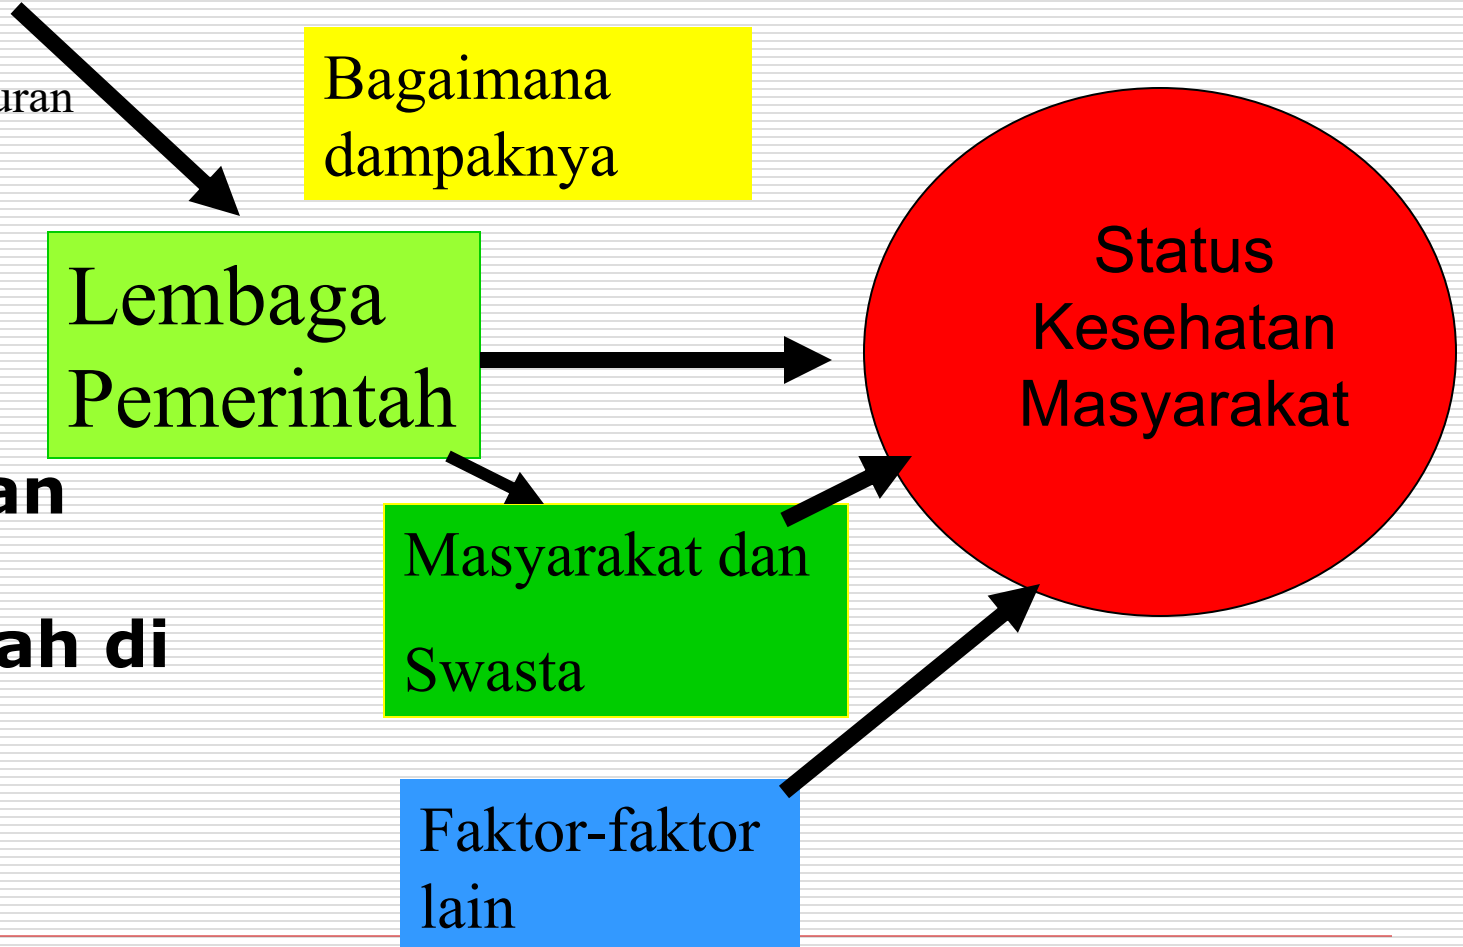 Bagaimana
dampaknya
uran
Lembaga
Pemerintah
Status
Kesehatan
Masyarakat
an
Masyarakat dan
ah di
Swasta
Faktor-faktor
lain